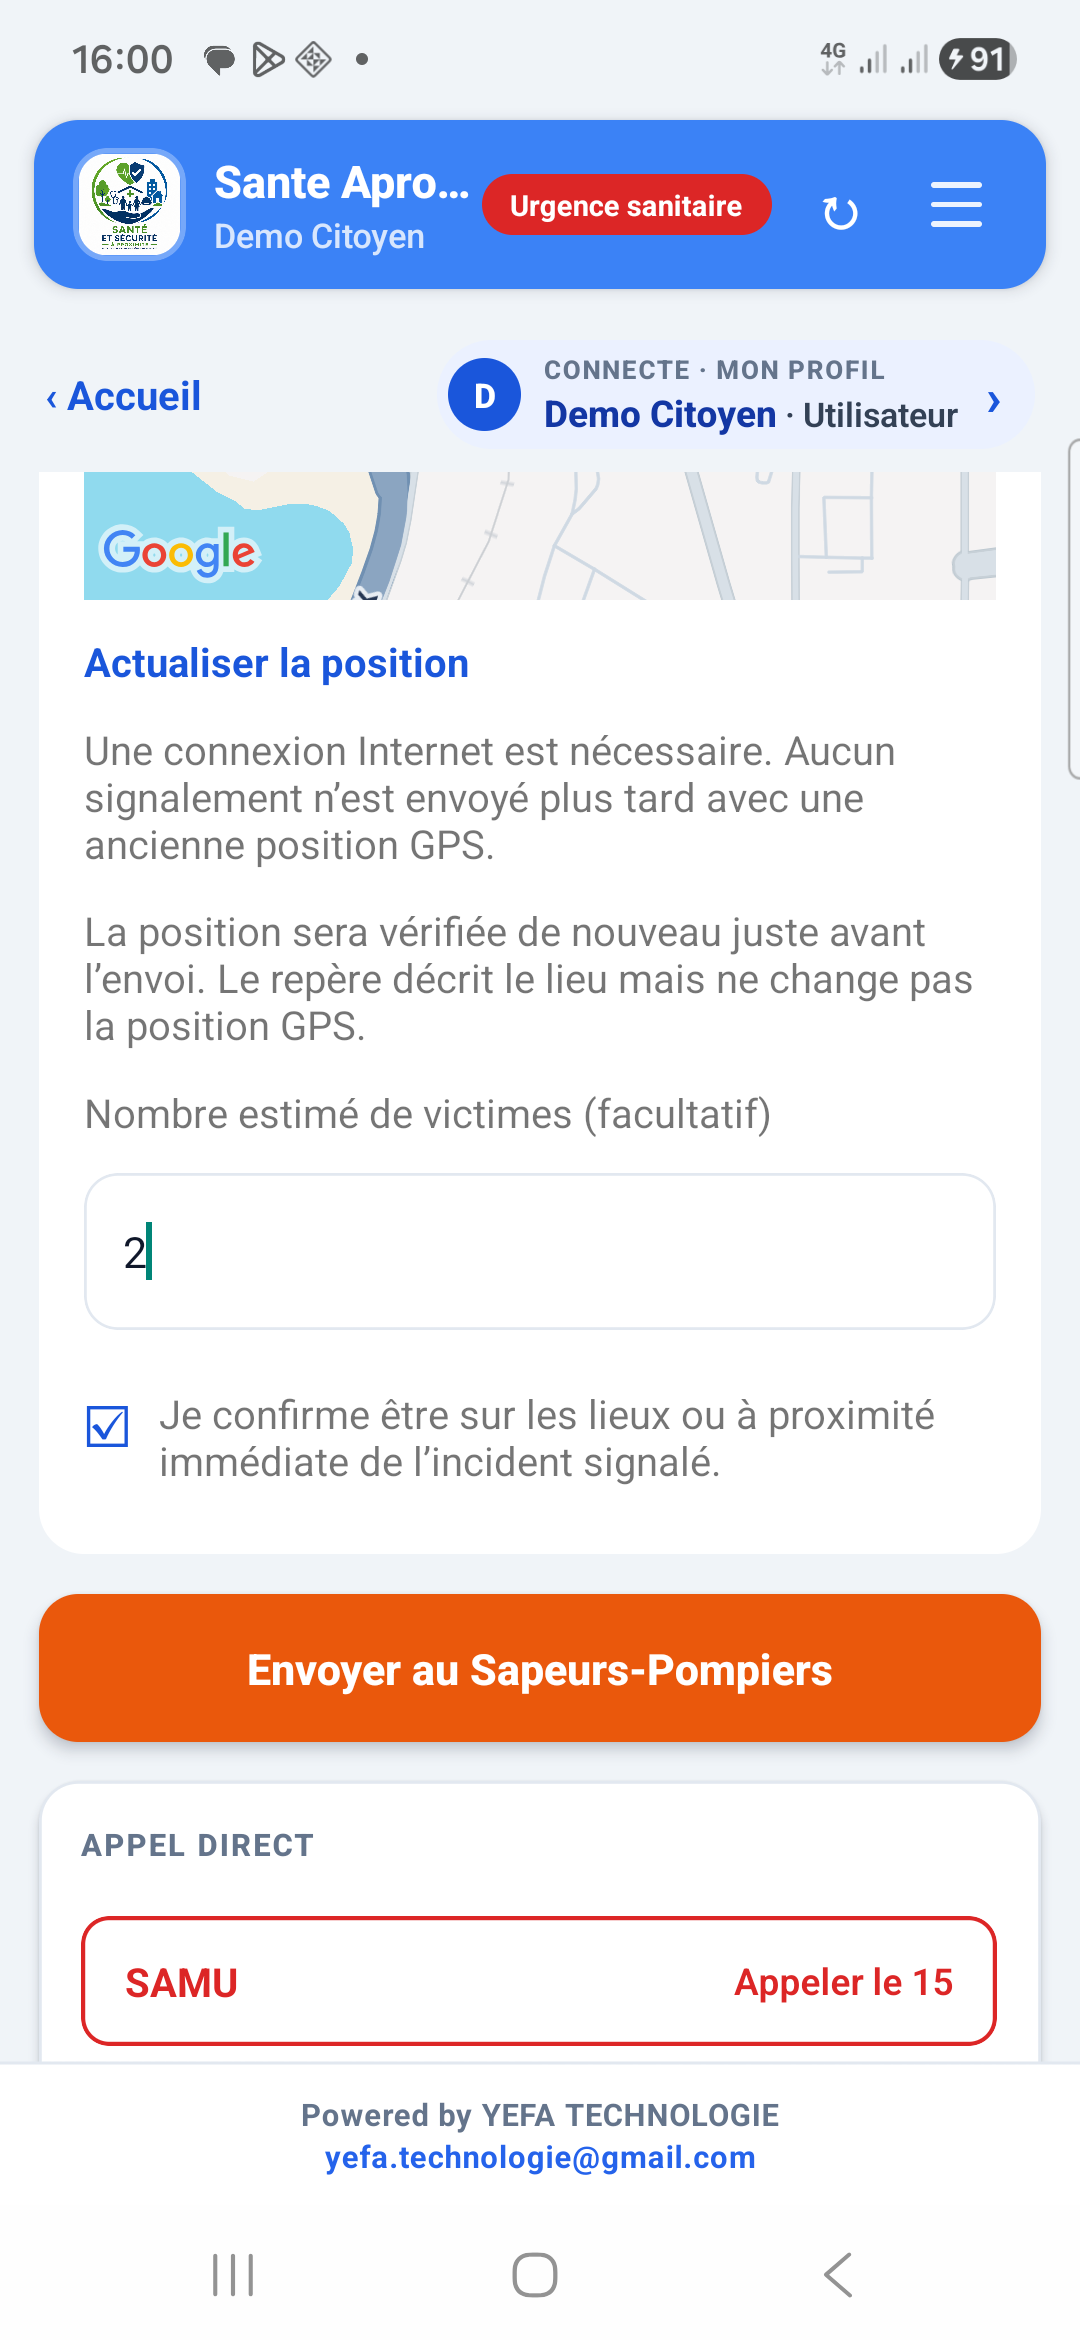 16:00
4G
91
SANTÉ
ET SÉCURITÉ
À PROXIMITÉ
Sante Apro...
Demo Citoyen
Urgence sanitaire
‹ Accueil
D
CONNECTE · MON PROFIL
Demo Citoyen · Utilisateur
›
Google
Actualiser la position
Une connexion Internet est nécessaire. Aucun
signalement n’est envoyé plus tard avec une
ancienne position GPS.
La position sera vérifiée de nouveau juste avant
l’envoi. Le repère décrit le lieu mais ne change pas
la position GPS.
Nombre estimé de victimes (facultatif)
2
Je confirme être sur les lieux ou à proximité
immédiate de l’incident signalé.
Envoyer au Sapeurs-Pompiers
APPEL DIRECT
SAMU
Appeler le 15
Powered by YEFA TECHNOLOGIE
yefa.technologie@gmail.com